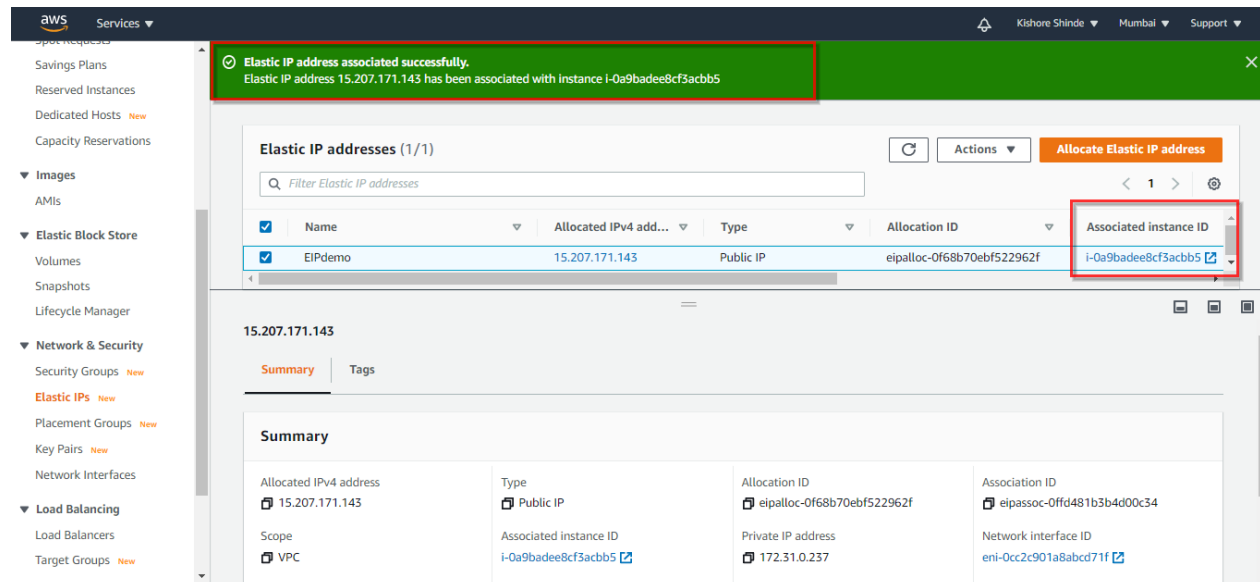 aws
Services
Kishore Shinde
Mumbai
Support
Spot Requests
Savings Plans
Reserved Instances
Dedicated Hosts New
Capacity Reservations
Images
AMIs
Elastic Block Store
Volumes
Snapshots
Lifecycle Manager
Network & Security
Security Groups New
Elastic IPs New
Placement Groups New
Key Pairs New
Network Interfaces
Load Balancing
Load Balancers
Target Groups New
Elastic IP address associated successfully.
Elastic IP address 15.207.171.143 has been associated with instance i-0a9badee8cf3acbb5
Elastic IP addresses (1/1)
Actions
Allocate Elastic IP address
Filter Elastic IP addresses
1
Name Allocated IPv4 add... Type Allocation ID Associated instance ID
EIPdemo 15.207.171.143 Public IP eipalloc-0f68b70ebf522962f i-0a9badee8cf3acbb5
15.207.171.143
Summary Tags
Summary
Allocated IPv4 address Type Allocation ID Association ID
15.207.171.143 Public IP eipalloc-0f68b70ebf522962f eipassoc-0ffd481b3b4d00c34
Scope Associated instance ID Private IP address Network interface ID
VPC i-0a9badee8cf3acbb5 172.31.0.237 eni-0cc2c901a8abcd71f